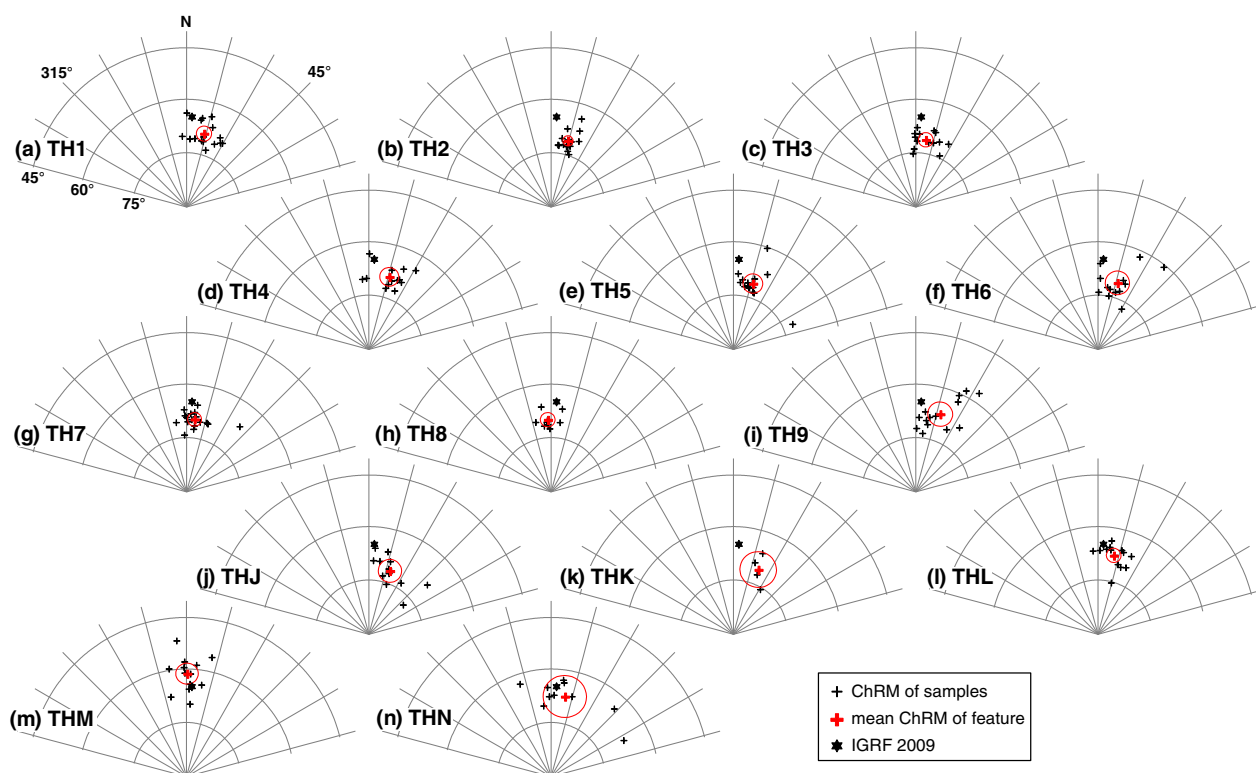 N
315° 45°
(a) TH1 (b) TH2 (c) TH3
45° 60° 75°
(d) TH4 (e) TH5 (f) TH6
(g) TH7 (h) TH8 (i) TH9
(j) THJ (k) THK (l) THL
(m) THM (n) THN
ChRM of samples
mean ChRM of feature
IGRF 2009